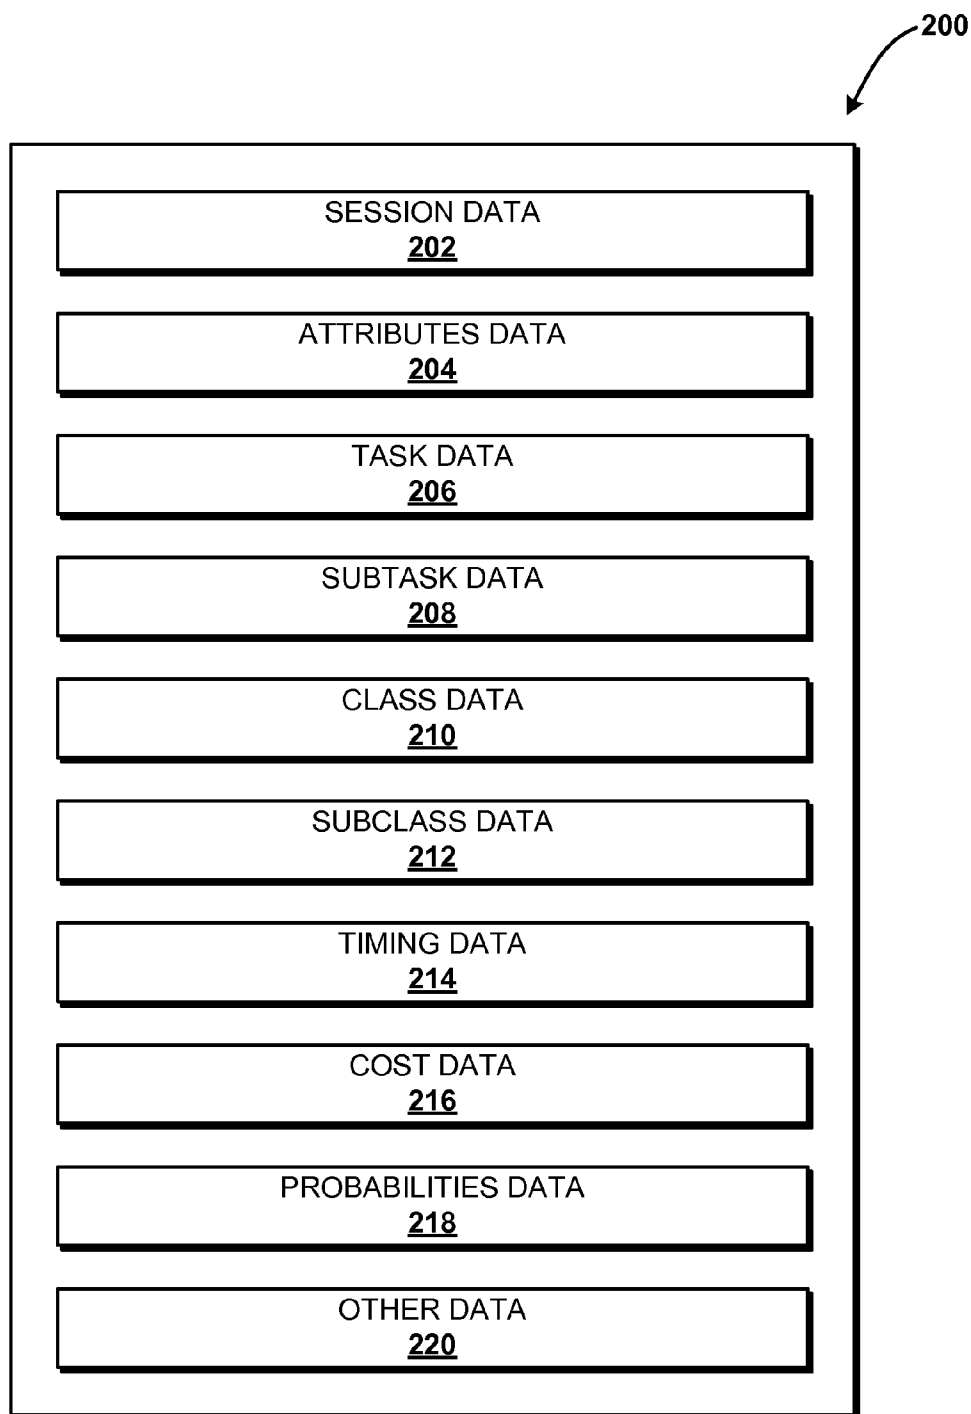 200
SESSION DATA
202
ATTRIBUTES DATA
204
TASK DATA
206
SUBTASK DATA
208
CLASS DATA
210
SUBCLASS DATA
212
TIMING DATA
214
COST DATA
216
PROBABILITIES DATA
218
OTHER DATA
220